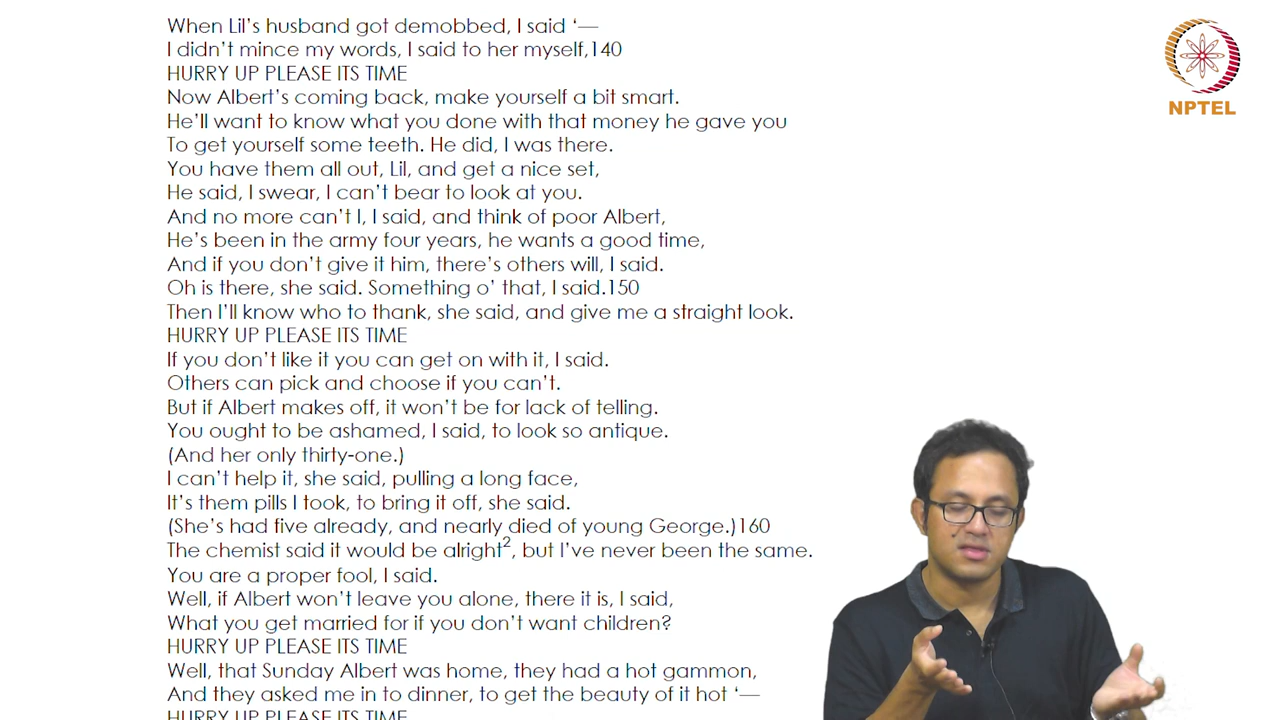 When Lil’s husband got demobbed, I said ‘—
I didn’t mince my words, I said to her myself,140
HURRY UP PLEASE ITS TIME
Now Albert’s coming back, make yourself a bit smart.
He’ll want to know what you done with that money he gave you
To get yourself some teeth. He did, I was there.
You have them all out, Lil, and get a nice set,
He said, I swear, I can’t bear to look at you.
And no more can’t I, I said, and think of poor Albert,
He’s been in the army four years, he wants a good time,
And if you don’t give it him, there’s others will, I said.
Oh is there, she said. Something o’ that, I said.150
Then I’ll know who to thank, she said, and give me a straight look.
HURRY UP PLEASE ITS TIME
If you don’t like it you can get on with it, I said.
Others can pick and choose if you can’t.
But if Albert makes off, it won’t be for lack of telling.
You ought to be ashamed, I said, to look so antique.
(And her only thirty-one.)
I can’t help it, she said, pulling a long face,
It’s them pills I took, to bring it off, she said.
(She’s had five already, and nearly died of young George.)160
The chemist said it would be alright², but I’ve never been the same.
You are a proper fool, I said.
Well, if Albert won’t leave you alone, there it is, I said,
What you get married for if you don’t want children?
HURRY UP PLEASE ITS TIME
Well, that Sunday Albert was home, they had a hot gammon,
And they asked me in to dinner, to get the beauty of it hot ‘—
HURRY UP PLEASE ITS TIME
NPTEL